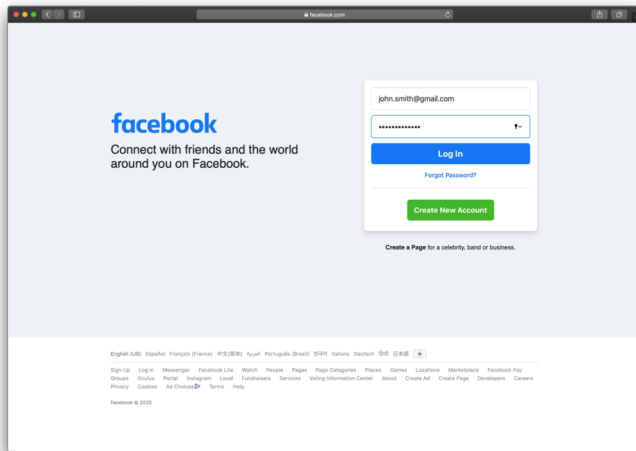 facebook.com
john.smith@gmail.com
facebook
Connect with friends and the world
around you on Facebook.
Log In
Forgot Password?
Create New Account
Create a Page for a celebrity, band or business.
English (US) Español Français (France) 中文(简体) العربية Português (Brasil) 한국어 Italiano Deutsch हिन्दी 日本語 +
Sign Up Log In Messenger Facebook Lite Watch People Pages Page Categories Places Games Locations Marketplace Facebook Pay
Groups Oculus Portal Instagram Local Fundraisers Services Voting Information Center About Create Ad Create Page Developers Careers
Privacy Cookies Ad Choices Terms Help
Facebook © 2020